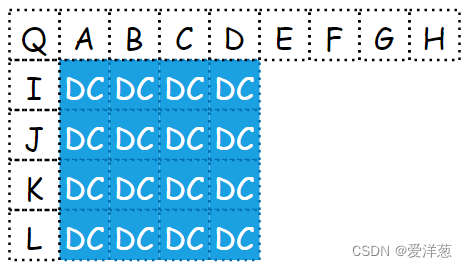 Q A B C D E F G H
I DC DC DC DC
J DC DC DC DC
K DC DC DC DC
L DC DC DC DC
CSDN @爱洋葱